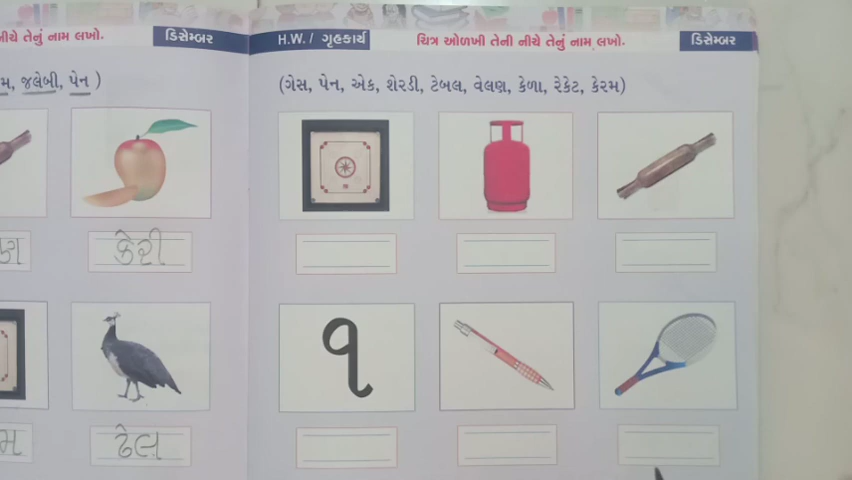 નીચે તેનું નામ લખો.
ડિસેમ્બર
જલેબી, પેન )
કેરી
ઢેલ
H.W. / ગૃહકાર્ય
ચિત્ર ઓળખી તેની નીચે તેનું નામ લખો.
ડિસેમ્બર
(ગેસ, પેન, એક, શેરડી, ટેબલ, વેલણ, કેળા, રેકેટ, કેરમ)
૧